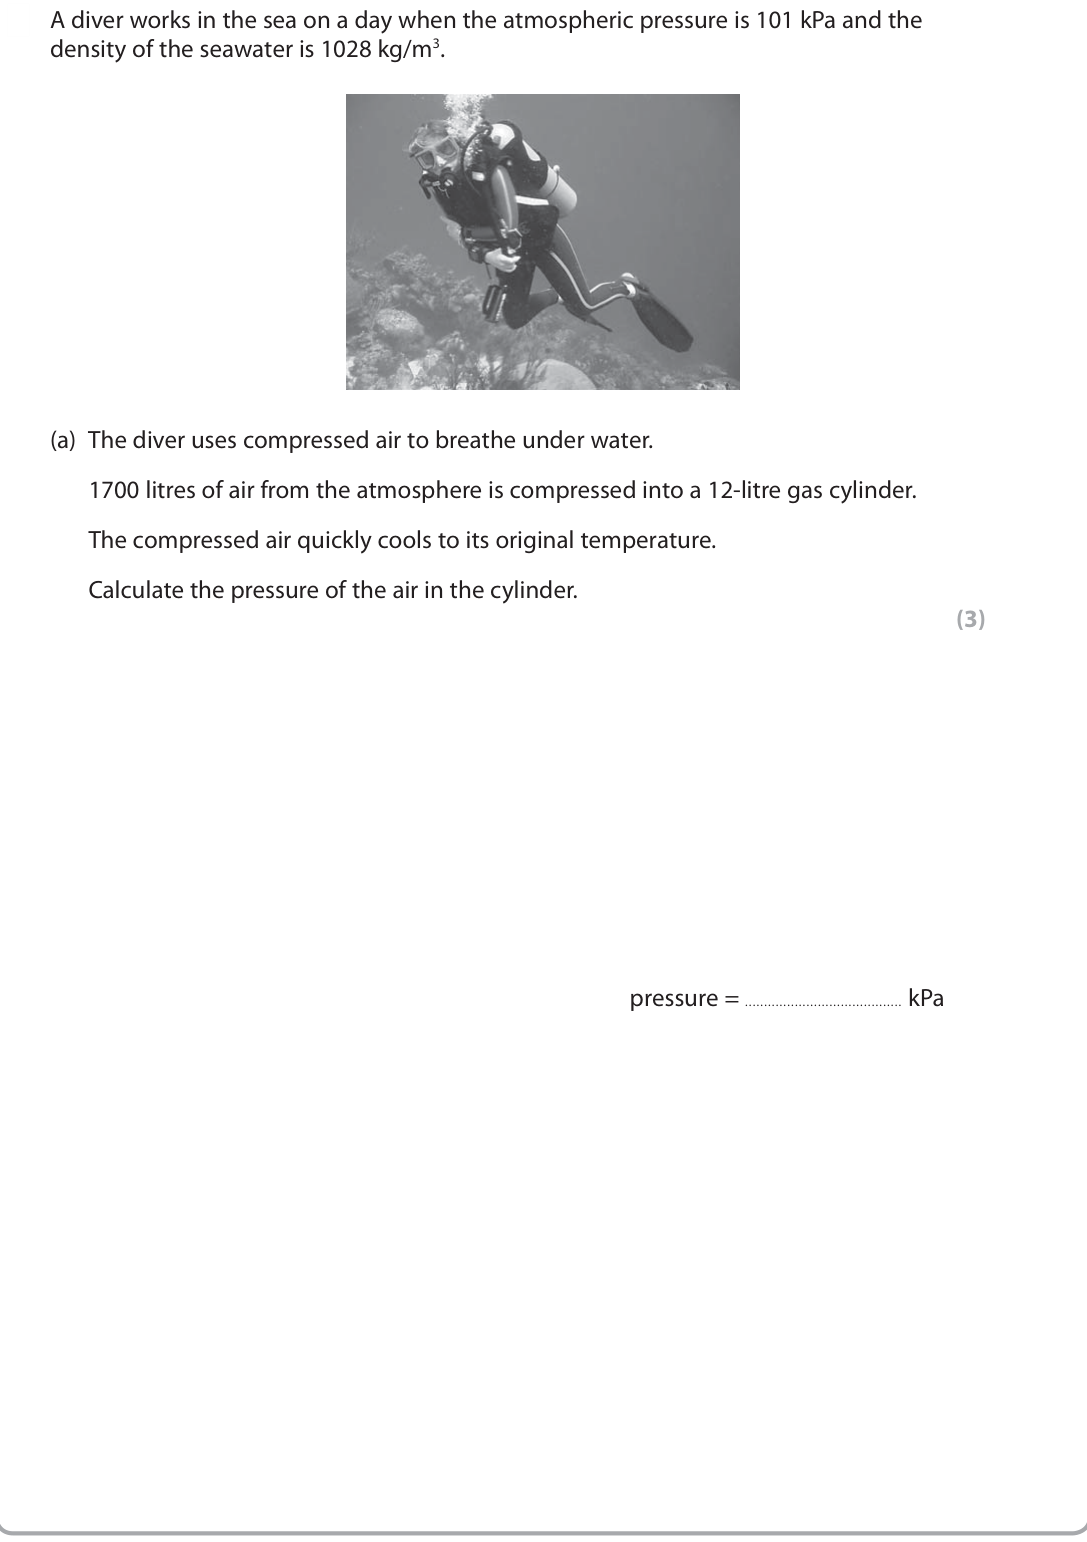 A diver works in the sea on a day when the atmospheric pressure is 101 kPa and the
density of the seawater is 1028 kg/m³.
(a) The diver uses compressed air to breathe under water.
1700 litres of air from the atmosphere is compressed into a 12-litre gas cylinder.
The compressed air quickly cools to its original temperature.
Calculate the pressure of the air in the cylinder.
(3)
pressure = ......................................... kPa